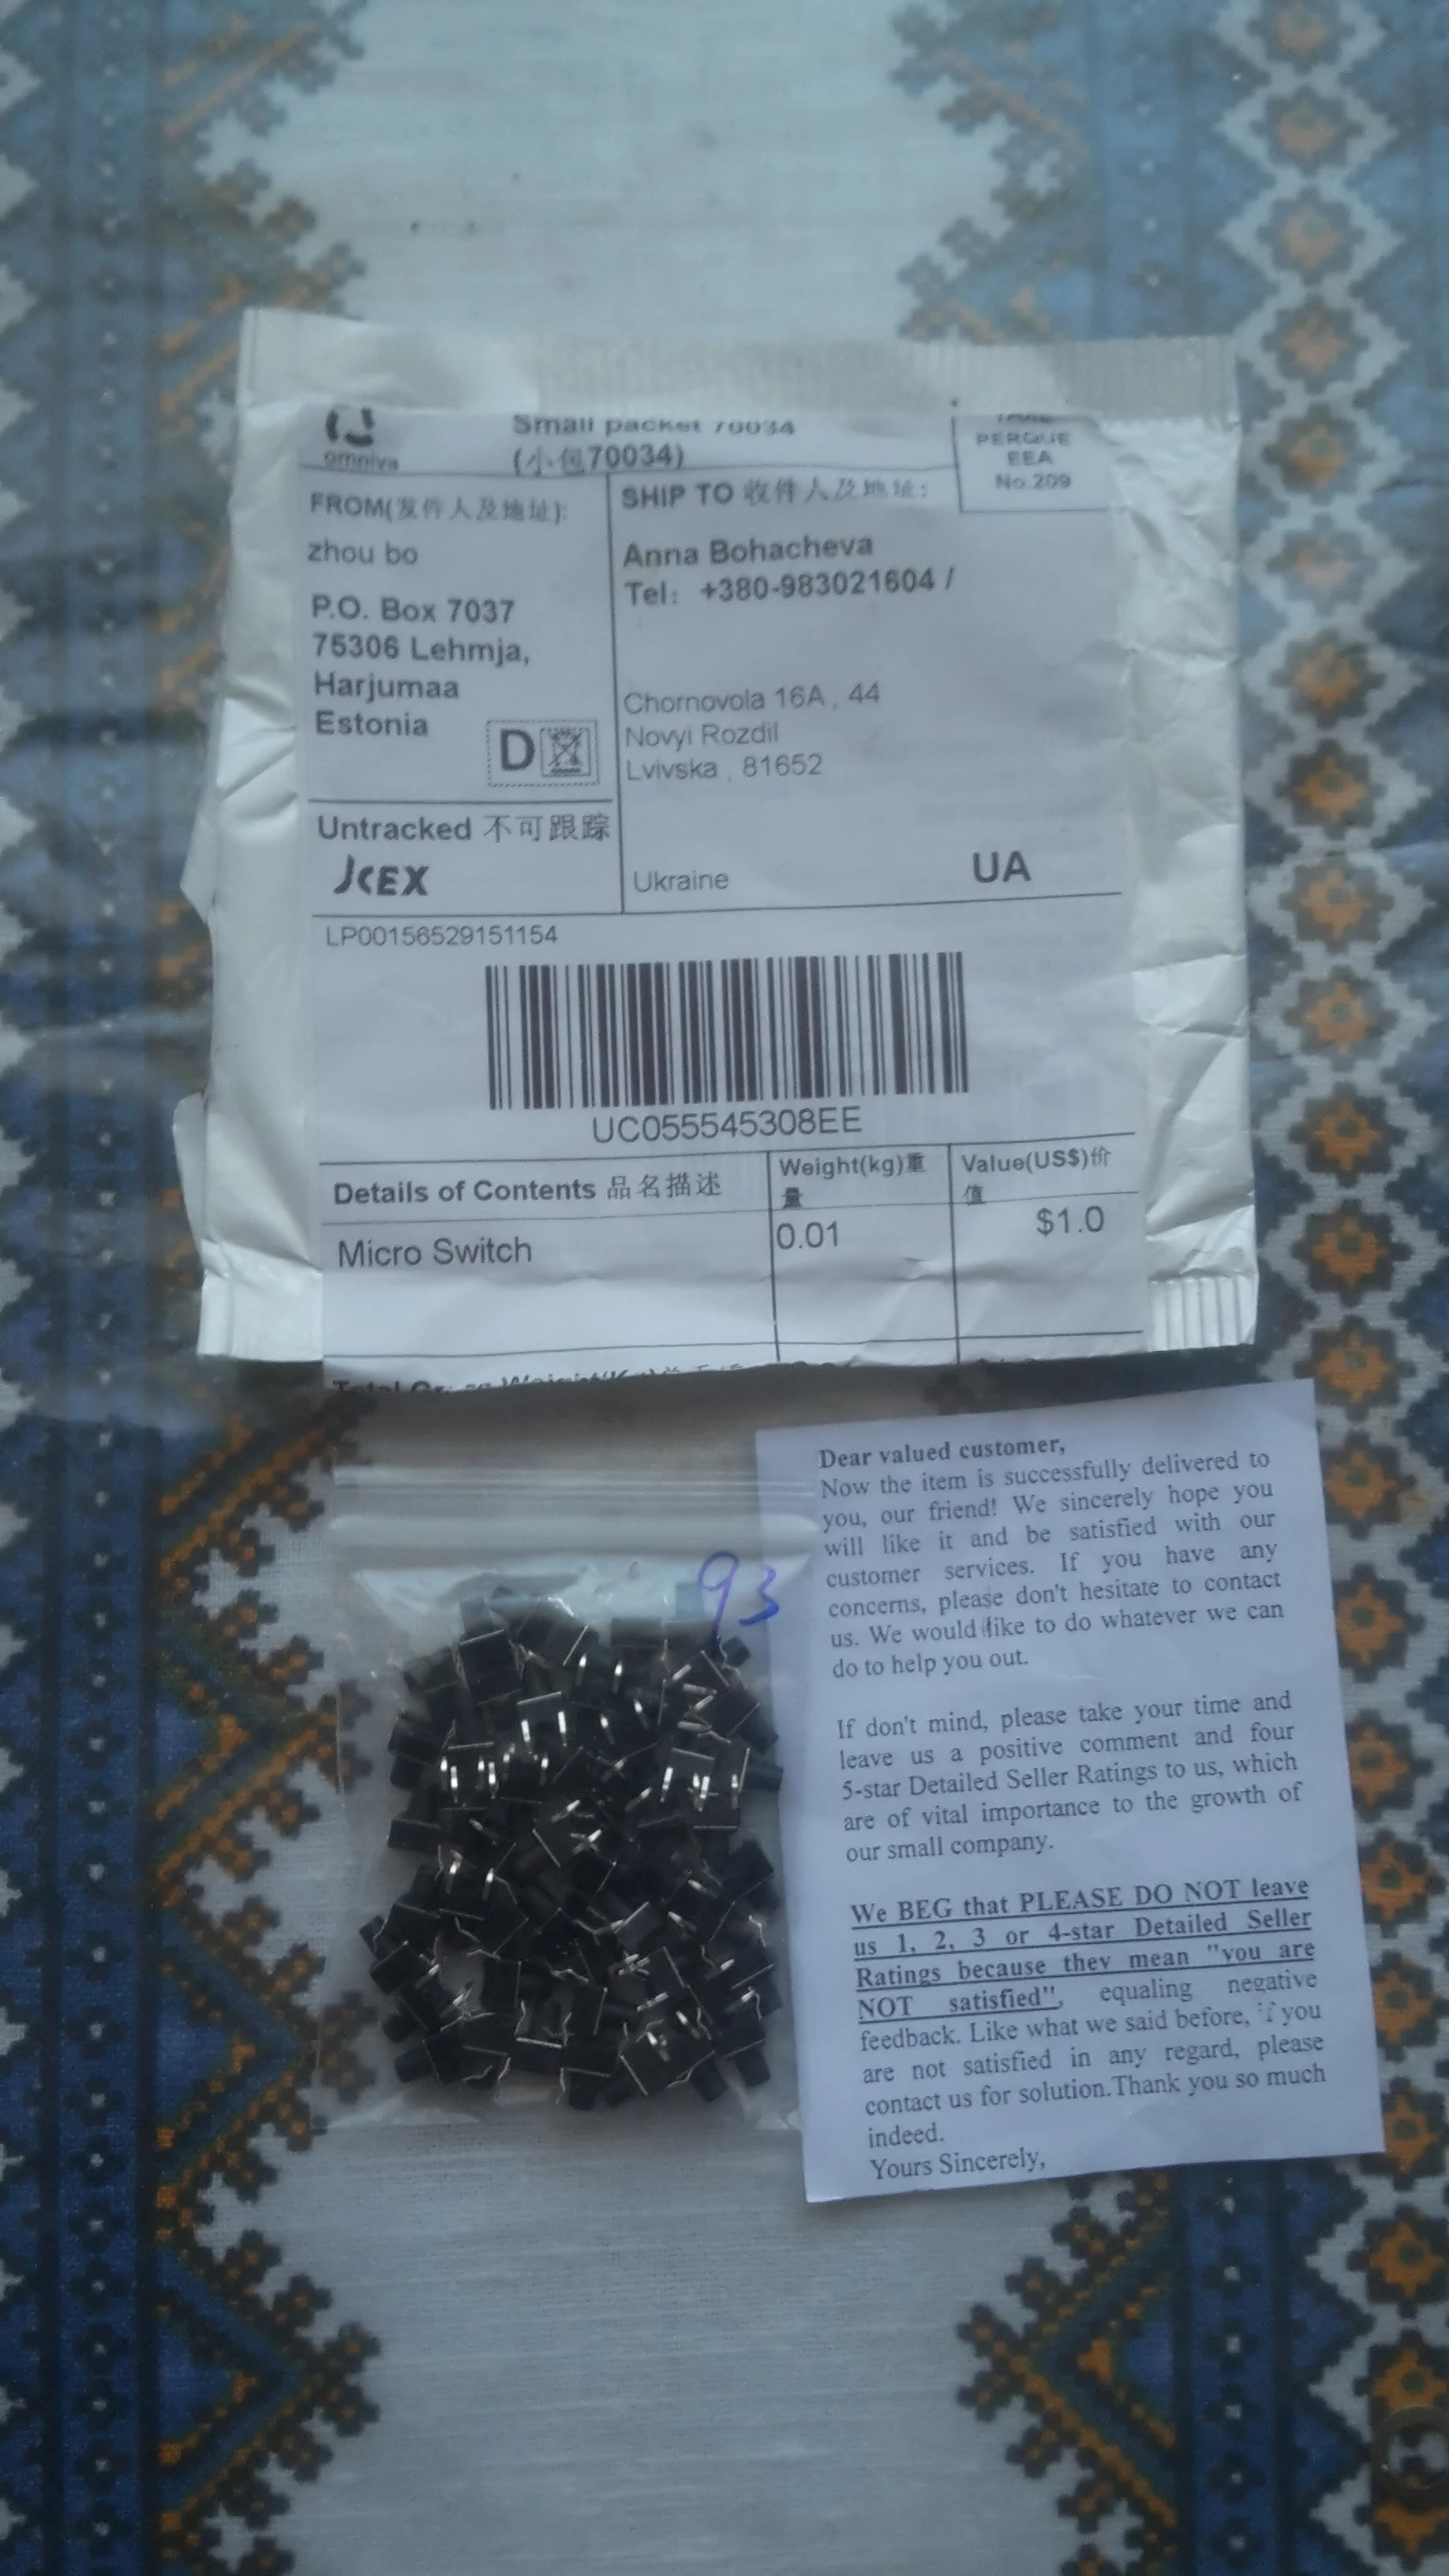 omniva
Small packet 70034
(小包70034)
PERQUE
EEA
No.209
FROM(发件人及地址):
zhou bo
P.O. Box 7037
75306 Lehmja,
Harjumaa
Estonia
D
Untracked 不可跟踪
JCEX
SHIP TO 收件人及地址:
Anna Bohacheva
Tel: +380-983021604 /
Chornovola 16A , 44
Novyi Rozdil
Lvivska , 81652
Ukraine
UA
LP00156529151154
UC055545308EE
Details of Contents 品名描述
Weight(kg)重
量
Value(US$)价
值
Micro Switch
0.01
$1.0
93
Dear valued customer,
Now the item is successfully delivered to
you, our friend! We sincerely hope you
will like it and be satisfied with our
customer services. If you have any
concerns, please don't hesitate to contact
us. We would like to do whatever we can
do to help you out.
If don't mind, please take your time and
leave us a positive comment and four
5-star Detailed Seller Ratings to us, which
are of vital importance to the growth of
our small company.
We BEG that PLEASE DO NOT leave
us 1, 2, 3 or 4-star Detailed Seller
Ratings because they mean "you are
NOT satisfied", equaling negative
feedback. Like what we said before, if you
are not satisfied in any regard, please
contact us for solution.Thank you so much
indeed.
Yours Sincerely,